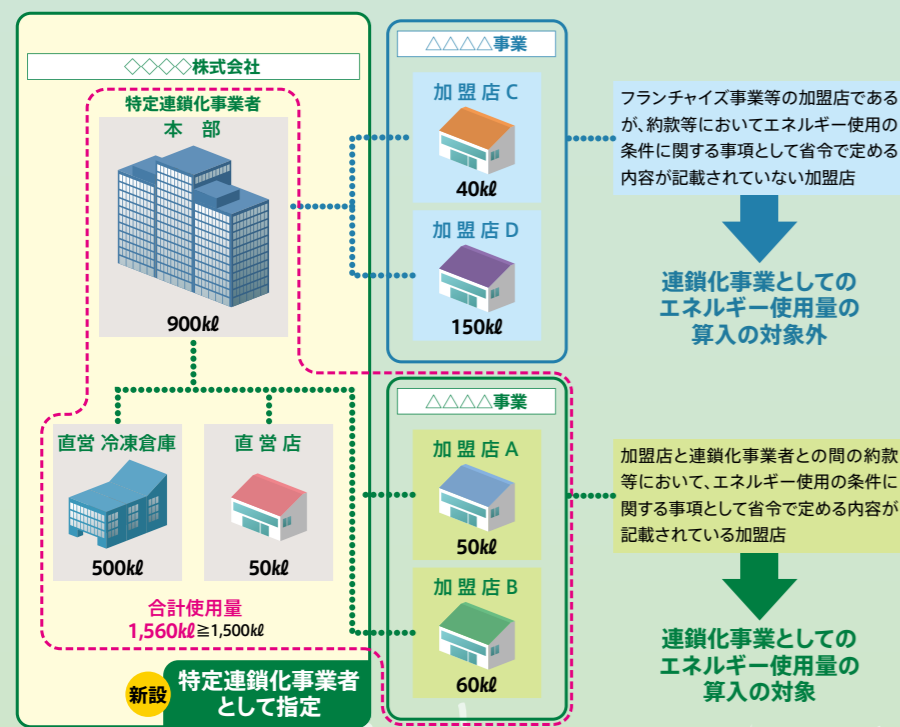 ◇◇◇◇株式会社
特定連鎖化事業者
本 部
900kℓ
直営 冷凍倉庫
500kℓ
直 営 店
50kℓ
合計使用量
1,560kℓ≧1,500kℓ
新設
特定連鎖化事業者
として指定
△△△△事業
加 盟 店 C
40kℓ
加 盟 店 D
150kℓ
△△△△事業
加 盟 店 A
50kℓ
加 盟 店 B
60kℓ
フランチャイズ事業等の加盟店である
が、約款等においてエネルギー使用の
条件に関する事項として省令で定める
内容が記載されていない加盟店
連鎖化事業としての
エネルギー使用量の
算入の対象外
加盟店と連鎖化事業者との間の約款
等において、エネルギー使用の条件に
関する事項として省令で定める内容が
記載されている加盟店
連鎖化事業としての
エネルギー使用量の
算入の対象